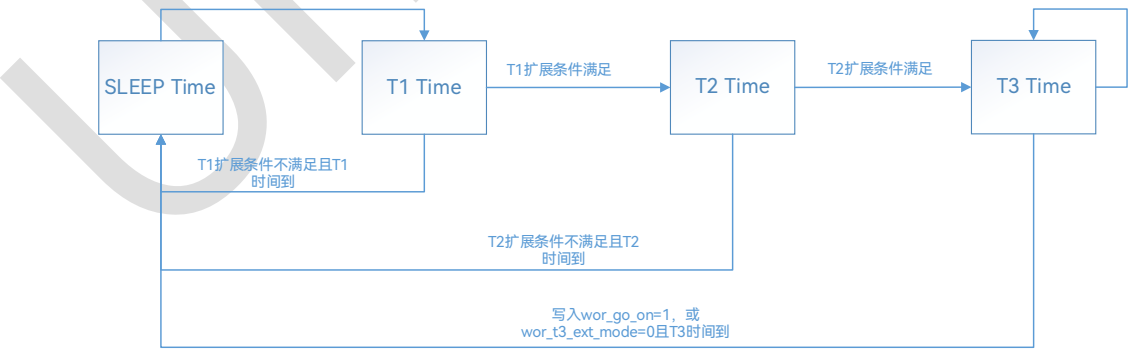 SLEEP Time
T1 Time
T1扩展条件满足
T2 Time
T2扩展条件满足
T3 Time
T1扩展条件不满足且T1
时间到
T2扩展条件不满足且T2
时间到
写入wor_go_on=1，或
wor_t3_ext_mode=0且T3时间到